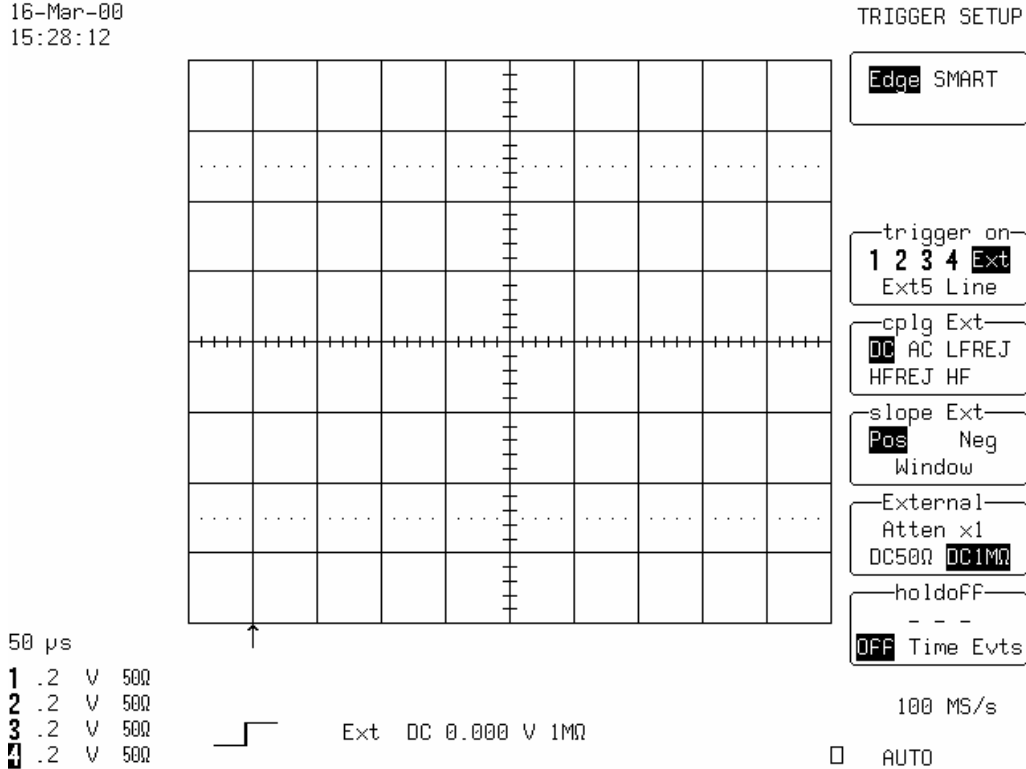 16-Mar-00
15:28:12
TRIGGER SETUP
Edge SMART
trigger on
1 2 3 4 Ext
Ext5 Line
cplg Ext
DC AC LFREJ
HFREJ HF
slope Ext
Pos Neg
Window
External
Atten x1
DC50Ω DC1MΩ
holdoff
- - -
OFF Time Evts
50 µs
1 .2 V 50Ω
2 .2 V 50Ω
3 .2 V 50Ω
4 .2 V 50Ω
Ext DC 0.000 V 1MΩ
100 MS/s
AUTO